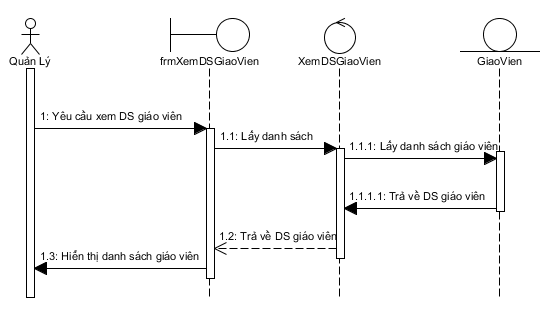 Quản Lý
frmXemDSGiaoVien
XemDSGiaoVien
GiaoVien
1: Yêu cầu xem DS giáo viên
1.1: Lấy danh sách
1.1.1: Lấy danh sách giáo viên
1.1.1.1: Trả về DS giáo viên
1.2: Trả về DS giáo viên
1.3: Hiển thị danh sách giáo viên